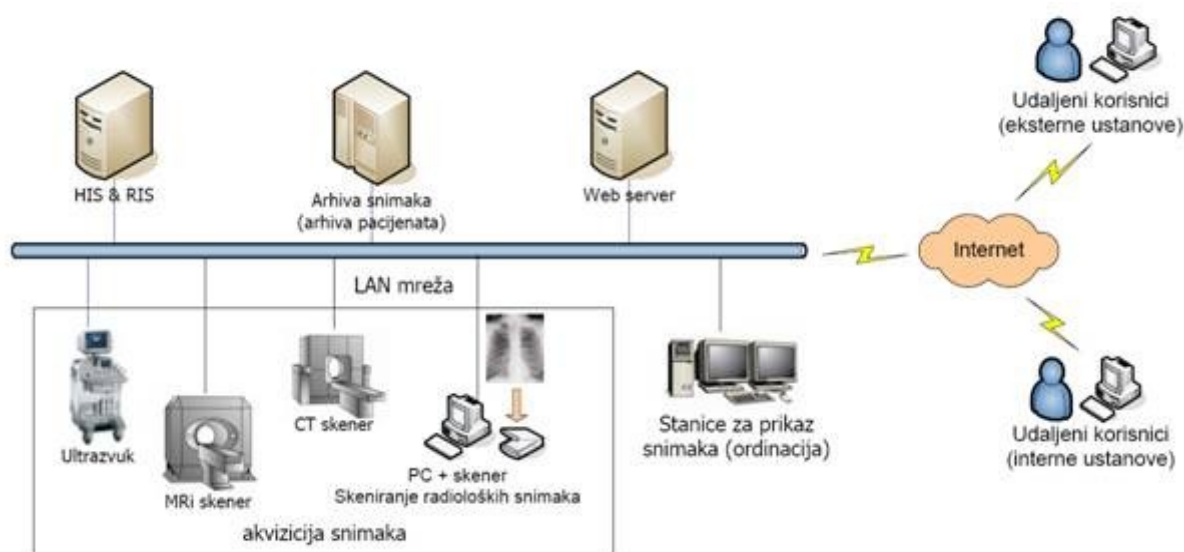 Udaljeni korisnici
(eksterne ustanove)
HIS & RIS
Arhiva snimaka
(arhiva pacijenata)
Web server
Internet
LAN mreža
Ultrazvuk
MRi skener
CT skener
PC + skener
Skeniranje radioloških snimaka
akvizicija snimaka
Stanice za prikaz
snimaka (ordinacija)
Udaljeni korisnici
(interne ustanove)